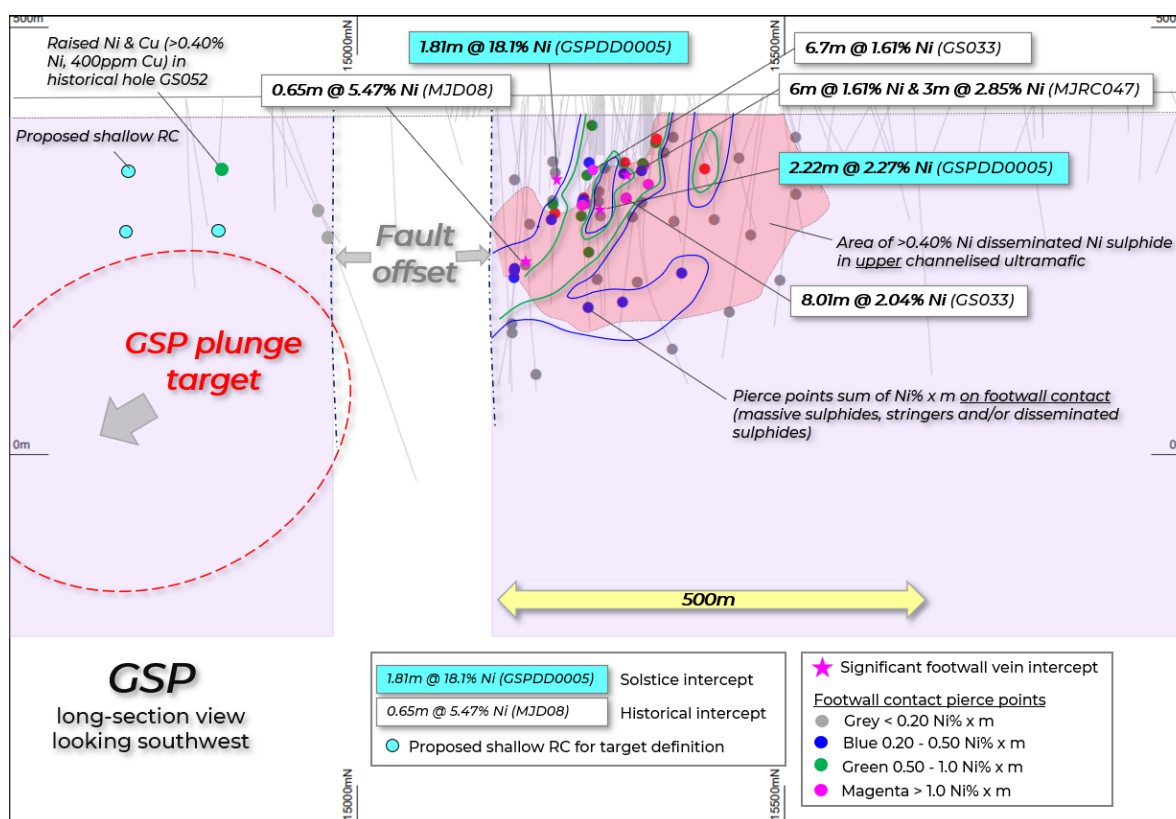 500m
15000mN
15500mN
500m
Raised Ni & Cu (>0.40%
Ni, 400ppm Cu) in
historical hole GS052
1.81m @ 18.1% Ni (GSPDD0005)
6.7m @ 1.61% Ni (GS033)
0.65m @ 5.47% Ni (MJD08)
6m @ 1.61% Ni & 3m @ 2.85% Ni (MJRC047)
Proposed shallow RC
2.22m @ 2.27% Ni (GSPDD0005)
Fault
offset
Area of >0.40% Ni disseminated Ni sulphide
in upper channelised ultramafic
8.01m @ 2.04% Ni (GS033)
GSP plunge
target
Pierce points sum of Ni% x m on footwall contact
(massive sulphides, stringers and/or disseminated
sulphides)
0m
0
500m
GSP
long-section view
looking southwest
1.81m @ 18.1% Ni (GSPDD0005) Solstice intercept
0.65m @ 5.47% Ni (MJD08) Historical intercept
Proposed shallow RC for target definition
Significant footwall vein intercept
Footwall contact pierce points
Grey < 0.20 Ni% x m
Blue 0.20 - 0.50 Ni% x m
Green 0.50 - 1.0 Ni% x m
Magenta > 1.0 Ni% x m
15000mN
15500mN